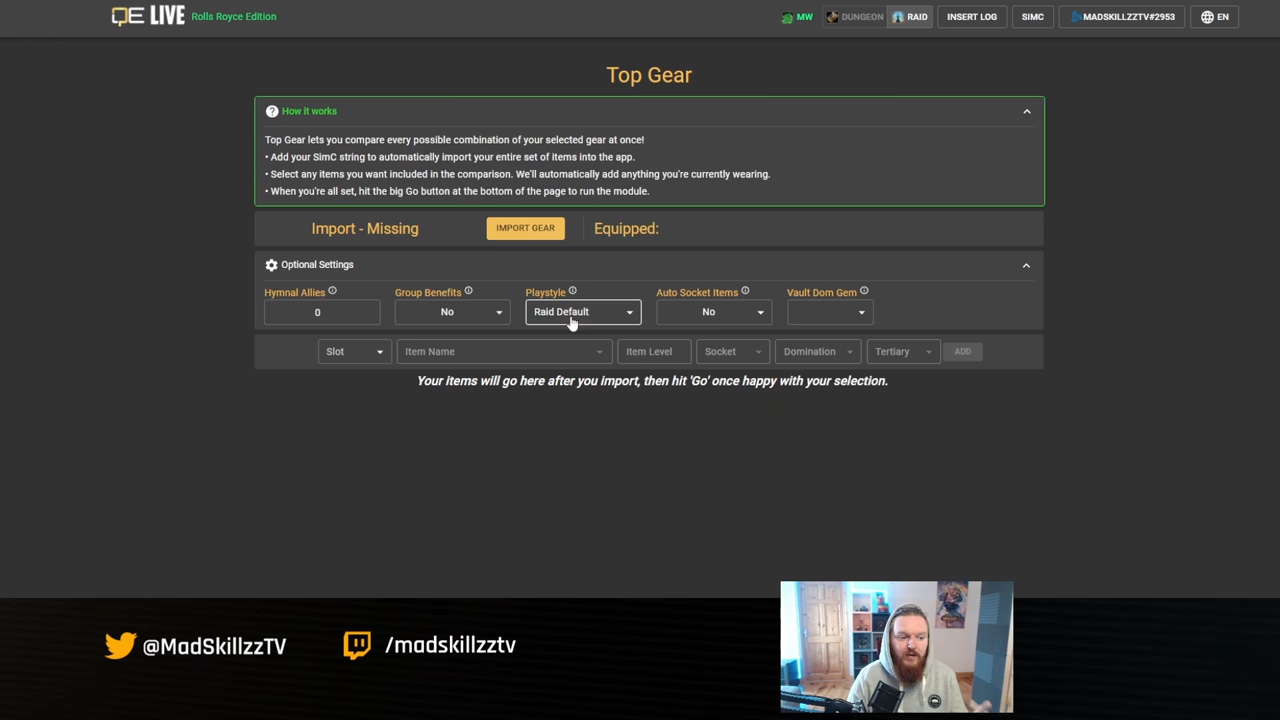 QE LIVE Rolls Royce Edition
MW
DUNGEON
RAID
INSERT LOG
SIMC
MADSKILLZZTV#2953
EN
Top Gear
? How it works
Top Gear lets you compare every possible combination of your selected gear at once!
• Add your SimC string to automatically import your entire set of items into the app.
• Select any items you want included in the comparison. We'll automatically add anything you're currently wearing.
• When you're all set, hit the big Go button at the bottom of the page to run the module.
Import - Missing
IMPORT GEAR
Equipped:
Optional Settings
Hymnal Allies
Group Benefits
Playstyle
Auto Socket Items
Vault Dom Gem
0
No
Raid Default
No
Slot
Item Name
Item Level
Socket
Domination
Tertiary
ADD
Your items will go here after you import, then hit 'Go' once happy with your selection.
@MadSkillzzTV
/madskillzztv